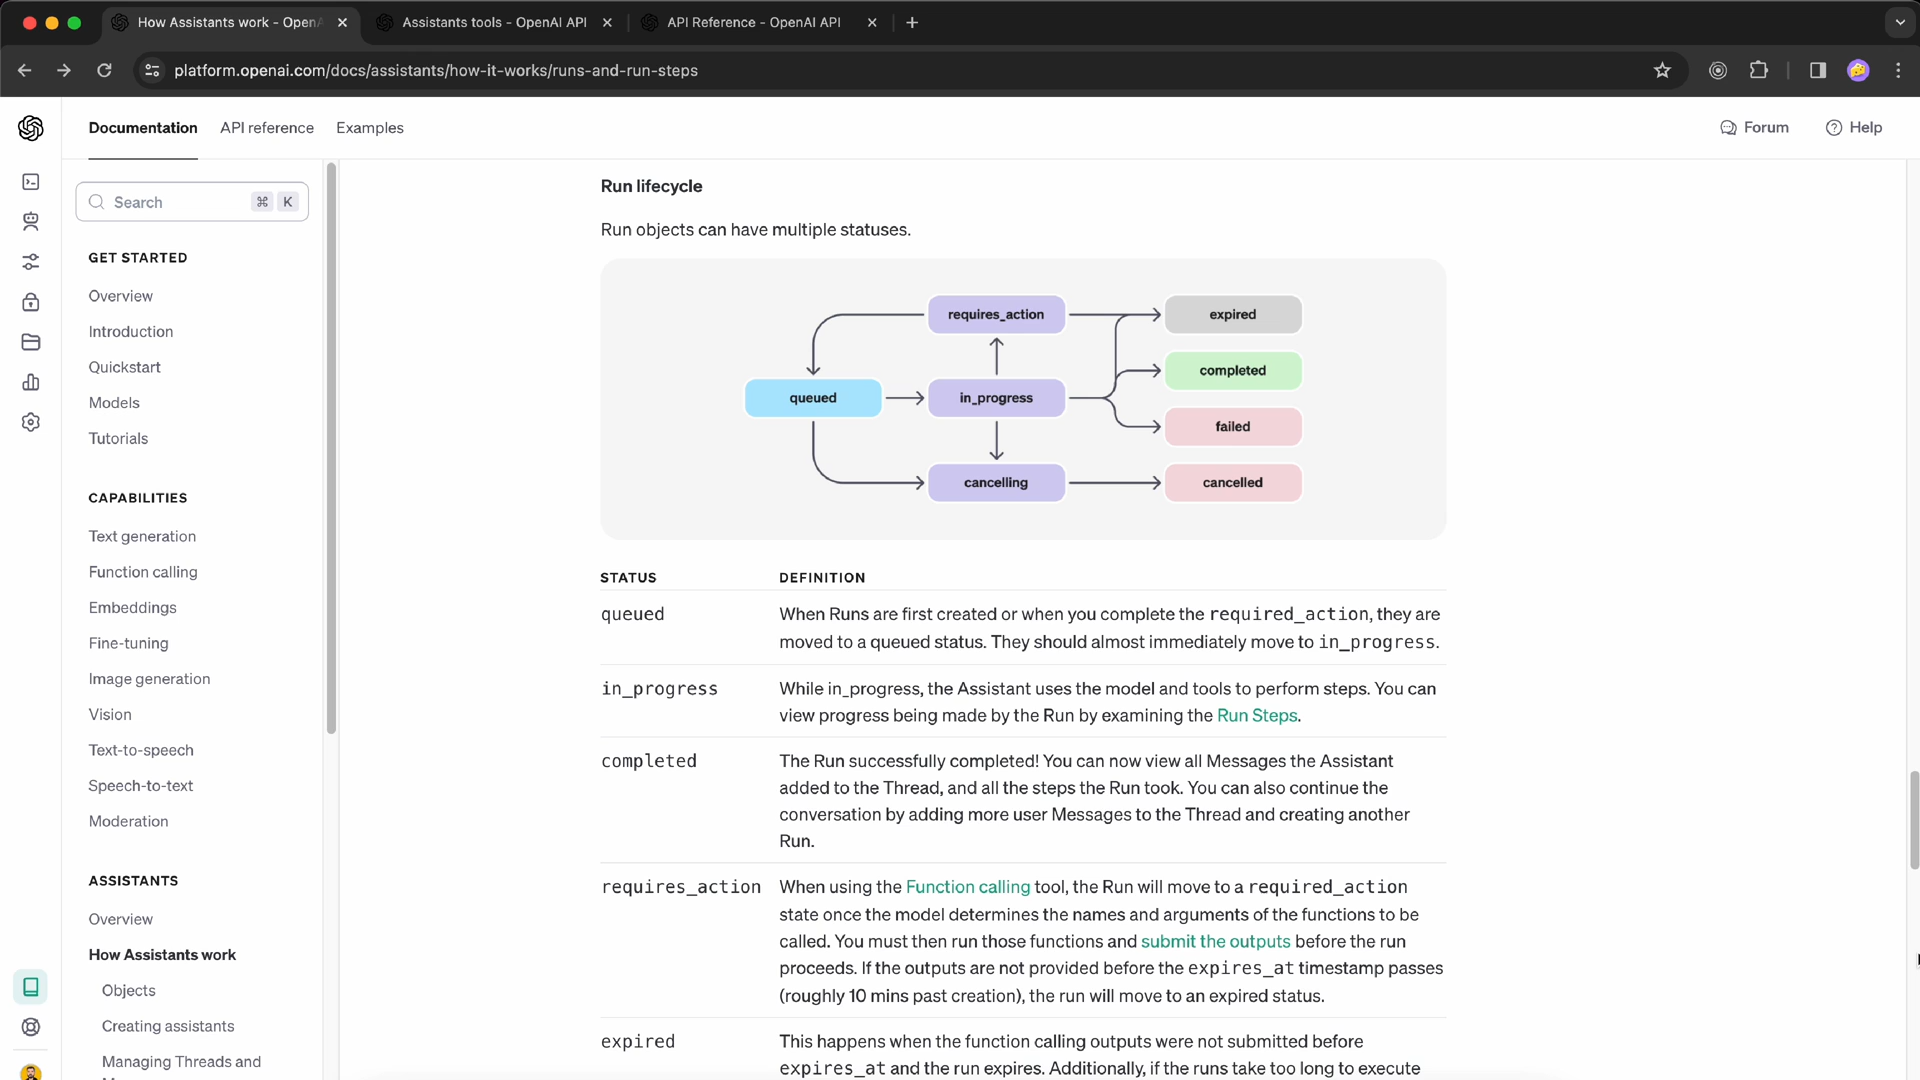 How Assistants work - OpenA
Assistants tools - OpenAI API
API Reference - OpenAI API
platform.openai.com/docs/assistants/how-it-works/runs-and-run-steps
Documentation
API reference
Examples
Forum
Help
Search
⌘ K
GET STARTED
Overview
Introduction
Quickstart
Models
Tutorials
CAPABILITIES
Text generation
Function calling
Embeddings
Fine-tuning
Image generation
Vision
Text-to-speech
Speech-to-text
Moderation
ASSISTANTS
Overview
How Assistants work
Objects
Creating assistants
Managing Threads and
Run lifecycle
Run objects can have multiple statuses.
requires_action
expired
completed
queued
in_progress
failed
cancelling
cancelled
STATUS DEFINITION
queued When Runs are first created or when you complete the required_action, they are
moved to a queued status. They should almost immediately move to in_progress.
in_progress While in_progress, the Assistant uses the model and tools to perform steps. You can
view progress being made by the Run by examining the Run Steps.
completed The Run successfully completed! You can now view all Messages the Assistant
added to the Thread, and all the steps the Run took. You can also continue the
conversation by adding more user Messages to the Thread and creating another
Run.
requires_action When using the Function calling tool, the Run will move to a required_action
state once the model determines the names and arguments of the functions to be
called. You must then run those functions and submit the outputs before the run
proceeds. If the outputs are not provided before the expires_at timestamp passes
(roughly 10 mins past creation), the run will move to an expired status.
expired This happens when the function calling outputs were not submitted before
expires_at and the run expires. Additionally, if the runs take too long to execute